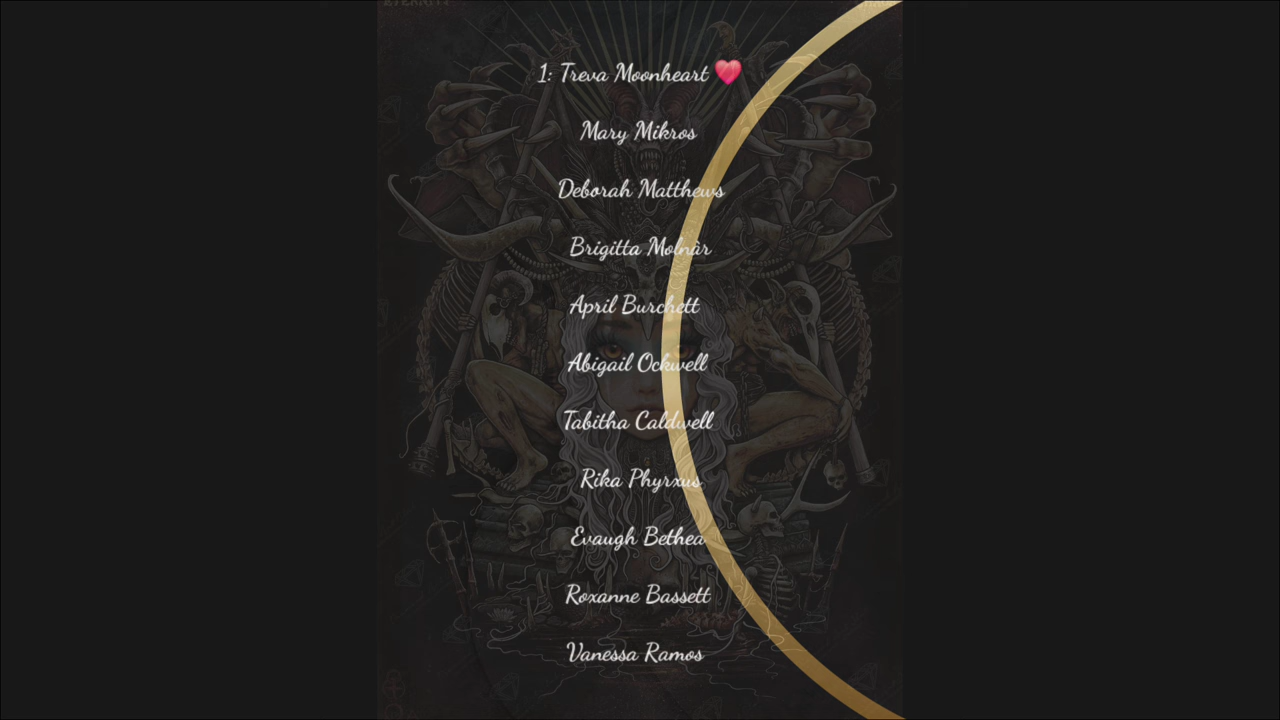 1: Treva Moonheart ❤️
Mary Mikros
Deborah Matthews
Brigitta Molnàr
April Burchett
Abigail Ockwell
Tabitha Caldwell
Rika Phyrxus
Evaugh Bethea
Roxanne Bassett
Vanessa Ramos